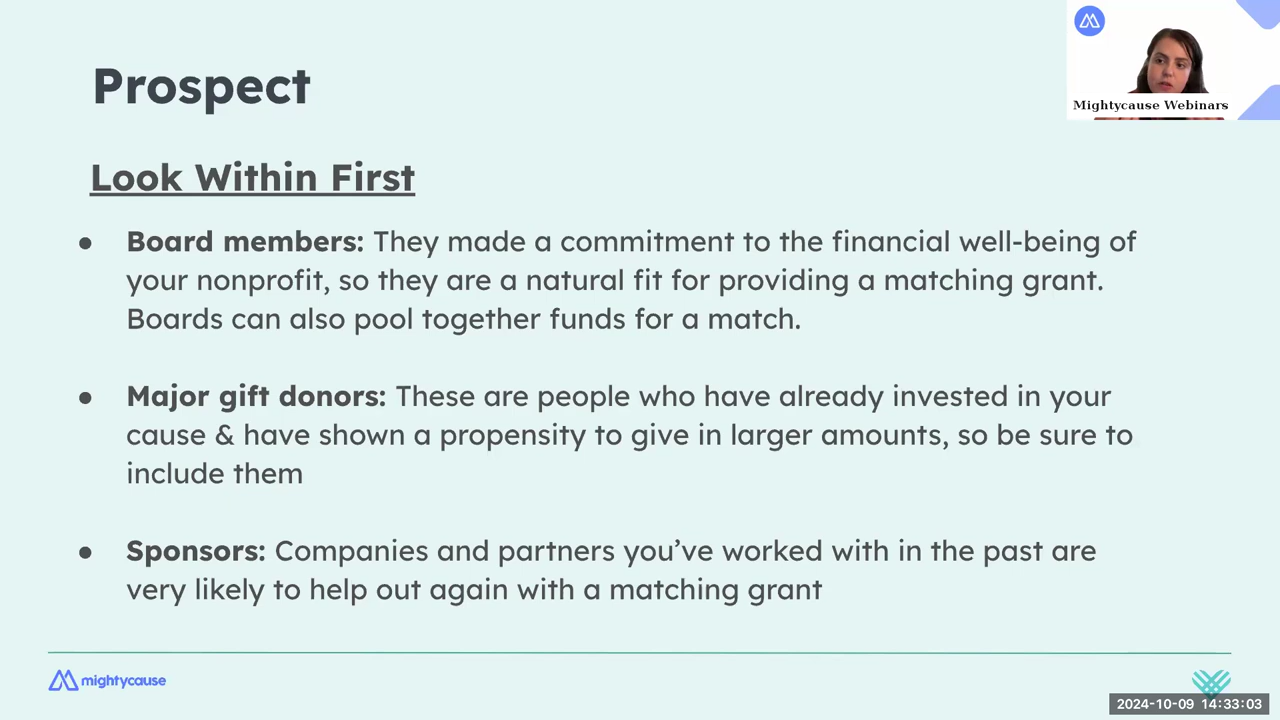 Prospect
Mightycause Webinars
Look Within First
● Board members: They made a commitment to the financial well-being of
your nonprofit, so they are a natural fit for providing a matching grant.
Boards can also pool together funds for a match.
● Major gift donors: These are people who have already invested in your
cause & have shown a propensity to give in larger amounts, so be sure to
include them
● Sponsors: Companies and partners you’ve worked with in the past are
very likely to help out again with a matching grant
mightycause
2024-10-09 14:33:03